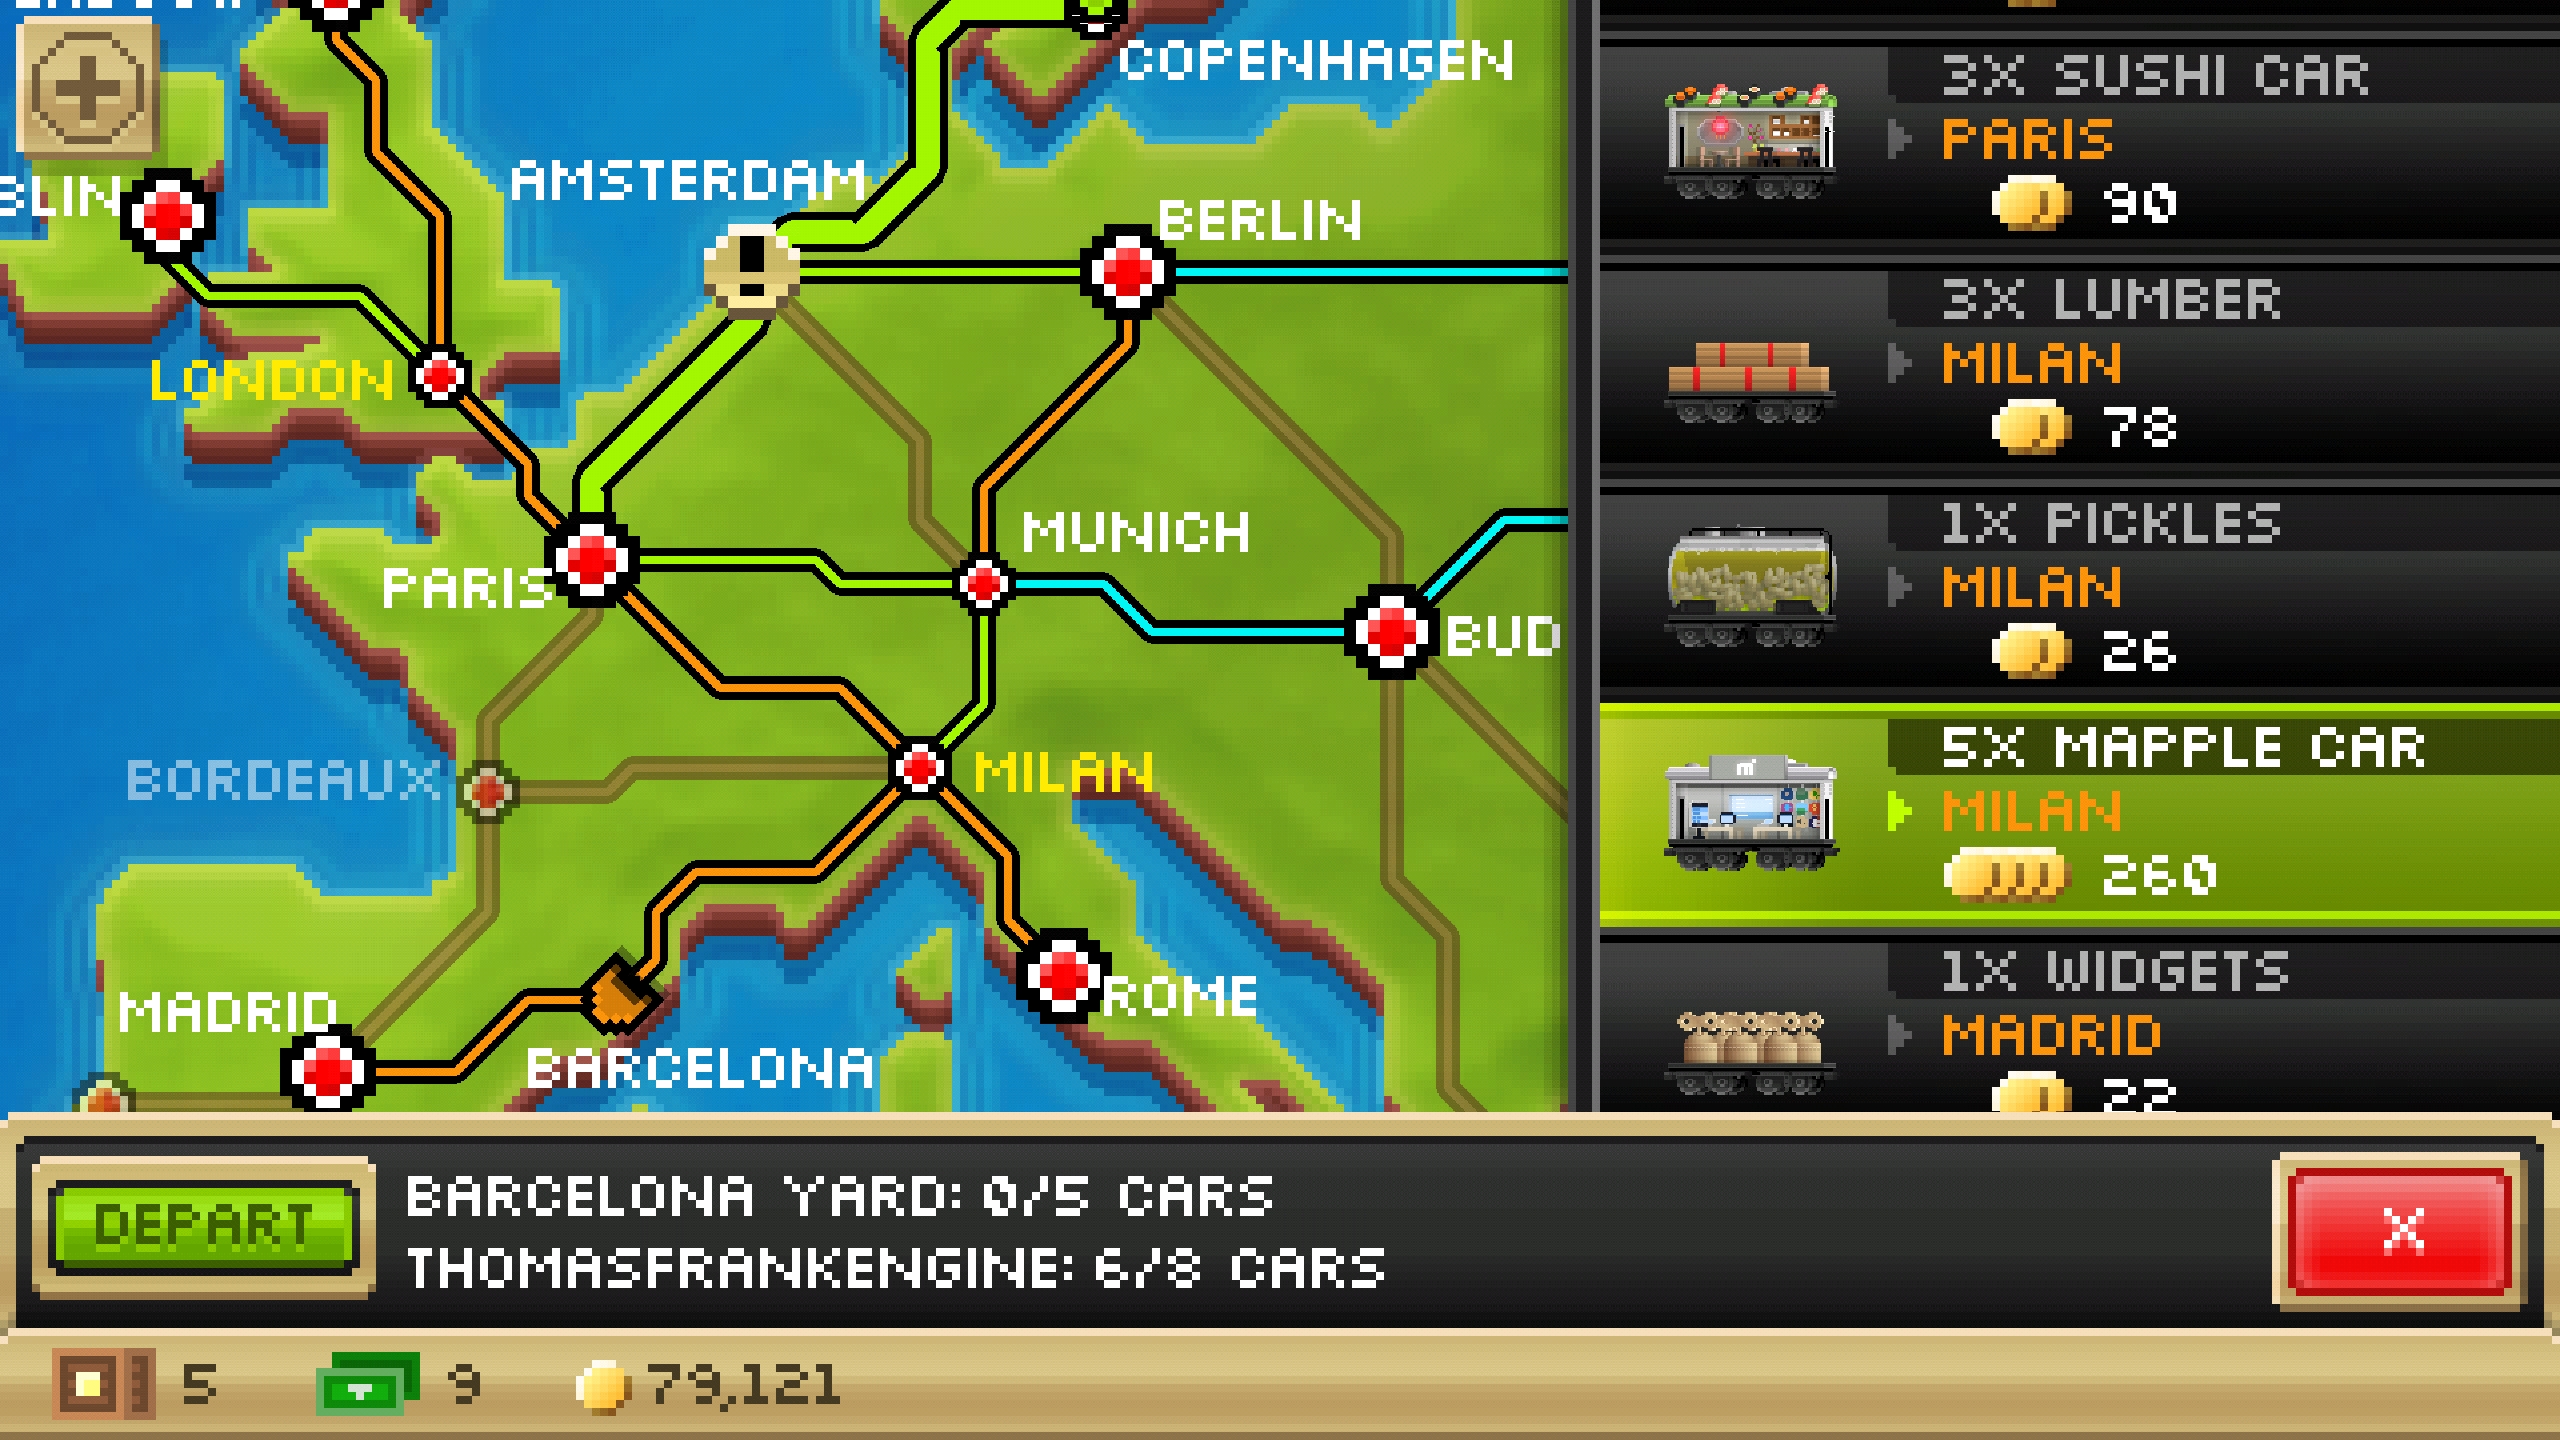 COPENHAGEN
AMSTERDAM
BLIN
BERLIN
LONDON
MUNICH
PARIS
BUD
BORDEAUX
MILAN
MADRID
ROME
BARCELONA
3X SUSHI CAR
PARIS
90
3X LUMBER
MILAN
78
1X PICKLES
MILAN
26
5X MAPPLE CAR
m
MILAN
260
1X WIDGETS
MADRID
22
DEPART
BARCELONA YARD: 0/5 CARS
THOMASFRANKENGINE: 6/8 CARS
X
5
9
79,121